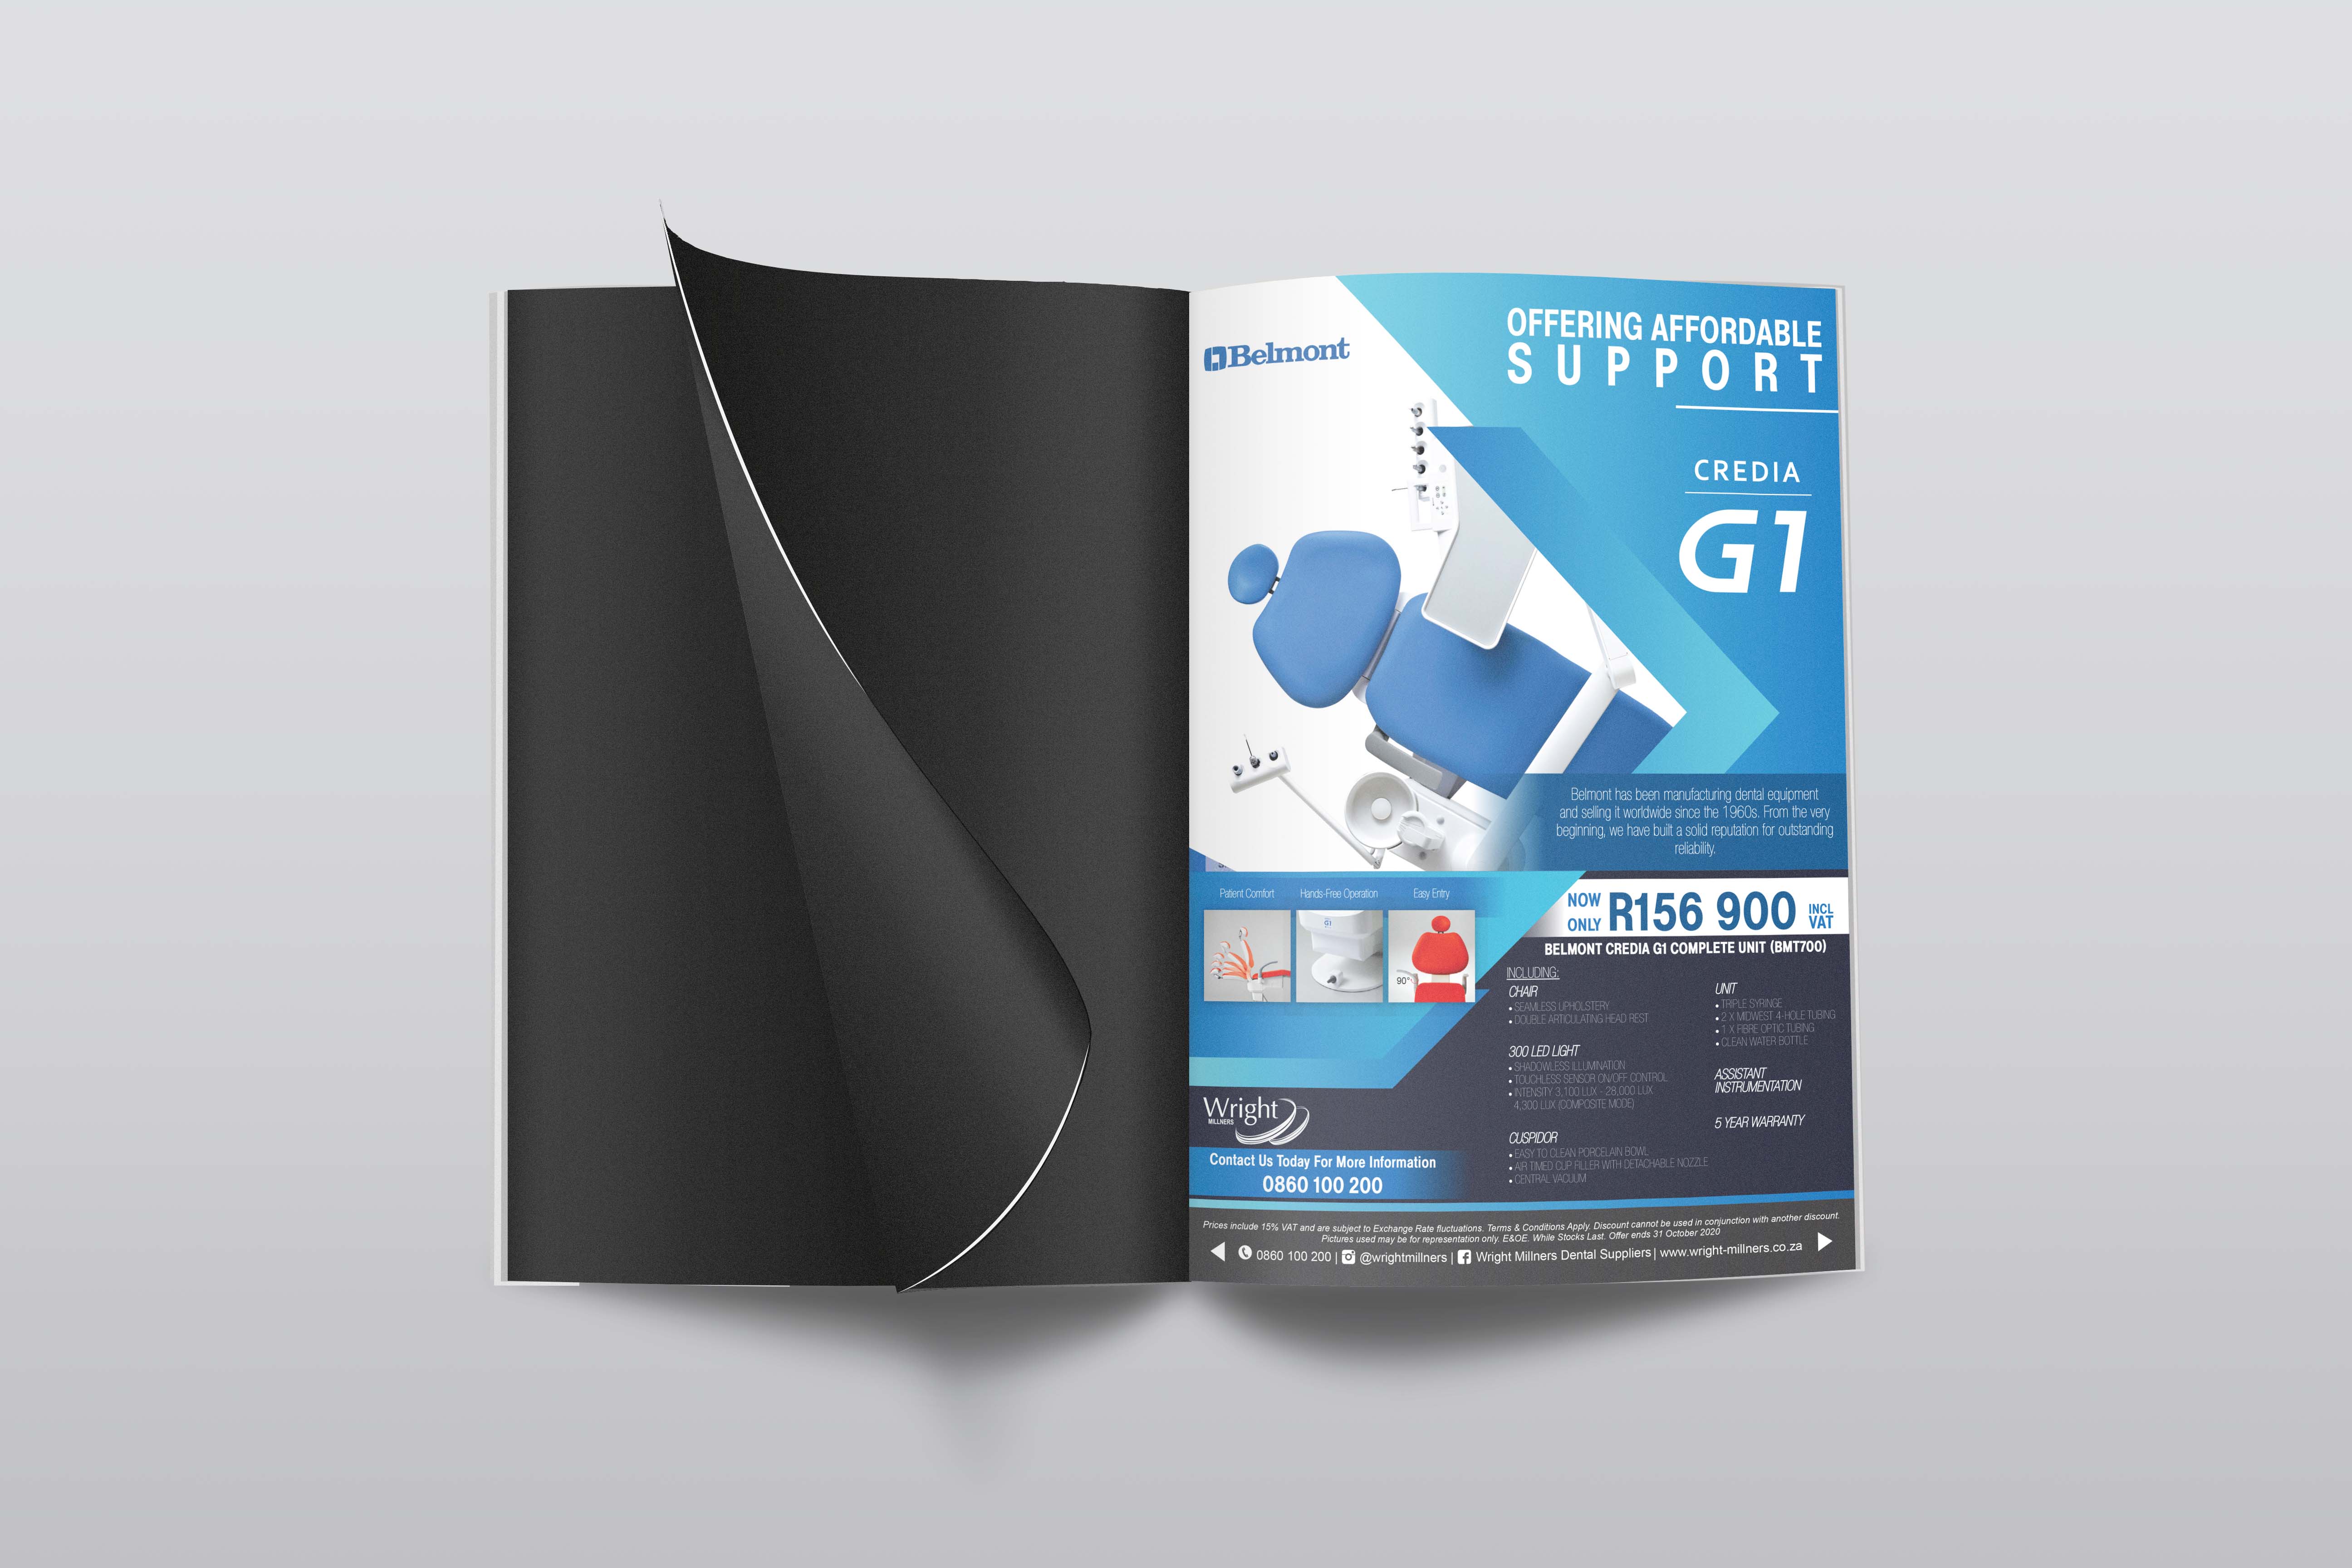 Belmont
OFFERING AFFORDABLE
SUPPORT
CREDIA
G1
Belmont has been manufacturing dental equipment
and selling it worldwide since the 1960s. From the very
beginning, we have built a solid reputation for outstanding
reliability.
Patient Comfort
Hands-Free Operation
Easy Entry
G1
90°
NOW
ONLY
R156 900
INCL
VAT
BELMONT CREDIA G1 COMPLETE UNIT (BMT700)
INCLUDING:
CHAIR
• SEAMLESS UPHOLSTERY
• DOUBLE ARTICULATING HEAD REST
300 LED LIGHT
• SHADOWLESS ILLUMINATION
• TOUCHLESS SENSOR ON/OFF CONTROL
• INTENSITY 3,100 LUX - 28,000 LUX
4,300 LUX (COMPOSITE MODE)
CUSPIDOR
• EASY TO CLEAN PORCELAIN BOWL
• AIR TIMED CUP FILLER WITH DETACHABLE NOZZLE
• CENTRAL VACUUM
UNIT
• TRIPLE SYRINGE
• 2 X MIDWEST 4-HOLE TUBING
• 1 X FIBRE OPTIC TUBING
• CLEAN WATER BOTTLE
ASSISTANT
INSTRUMENTATION
5 YEAR WARRANTY
Wright
MILLNERS
Contact Us Today For More Information
0860 100 200
Prices include 15% VAT and are subject to Exchange Rate fluctuations. Terms & Conditions Apply. Discount cannot be used in conjunction with another discount.
Pictures used may be for representation only. E&OE. While Stocks Last. Offer ends 31 October 2020
0860 100 200 | @wrightmillners | Wright Millners Dental Suppliers | www.wright-millners.co.za